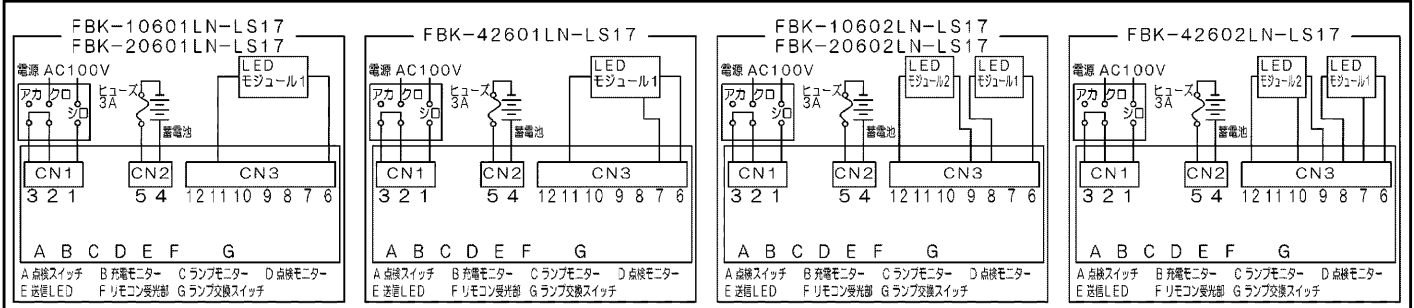 FBK-10601LN-LS17
FBK-20601LN-LS17
電源 AC100V
アカ クロ
シロ
ヒューズ
3A
蓄電池
LED
モジュール1
CN1
CN2
CN3
3 2 1
5 4
12 11 10 9 8 7 6
A B C D E F G
A 点検スイッチ B 充電モニター C ランプモニター D 点検モニター
E 送信LED F リモコン受光部 G ランプ交換スイッチ
FBK-42601LN-LS17
電源 AC100V
アカ クロ
シロ
ヒューズ
3A
蓄電池
LED
モジュール1
CN1
CN2
CN3
3 2 1
5 4
12 11 10 9 8 7 6
A B C D E F G
A 点検スイッチ B 充電モニター C ランプモニター D 点検モニター
E 送信LED F リモコン受光部 G ランプ交換スイッチ
FBK-10602LN-LS17
FBK-20602LN-LS17
電源 AC100V
アカ クロ
シロ
ヒューズ
3A
蓄電池
LED
モジュール2
LED
モジュール1
CN1
CN2
CN3
3 2 1
5 4
12 11 10 9 8 7 6
A B C D E F G
A 点検スイッチ B 充電モニター C ランプモニター D 点検モニター
E 送信LED F リモコン受光部 G ランプ交換スイッチ
FBK-42602LN-LS17
電源 AC100V
アカ クロ
シロ
ヒューズ
3A
蓄電池
LED
モジュール2
LED
モジュール1
CN1
CN2
CN3
3 2 1
5 4
12 11 10 9 8 7 6
A B C D E F G
A 点検スイッチ B 充電モニター C ランプモニター D 点検モニター
E 送信LED F リモコン受光部 G ランプ交換スイッチ